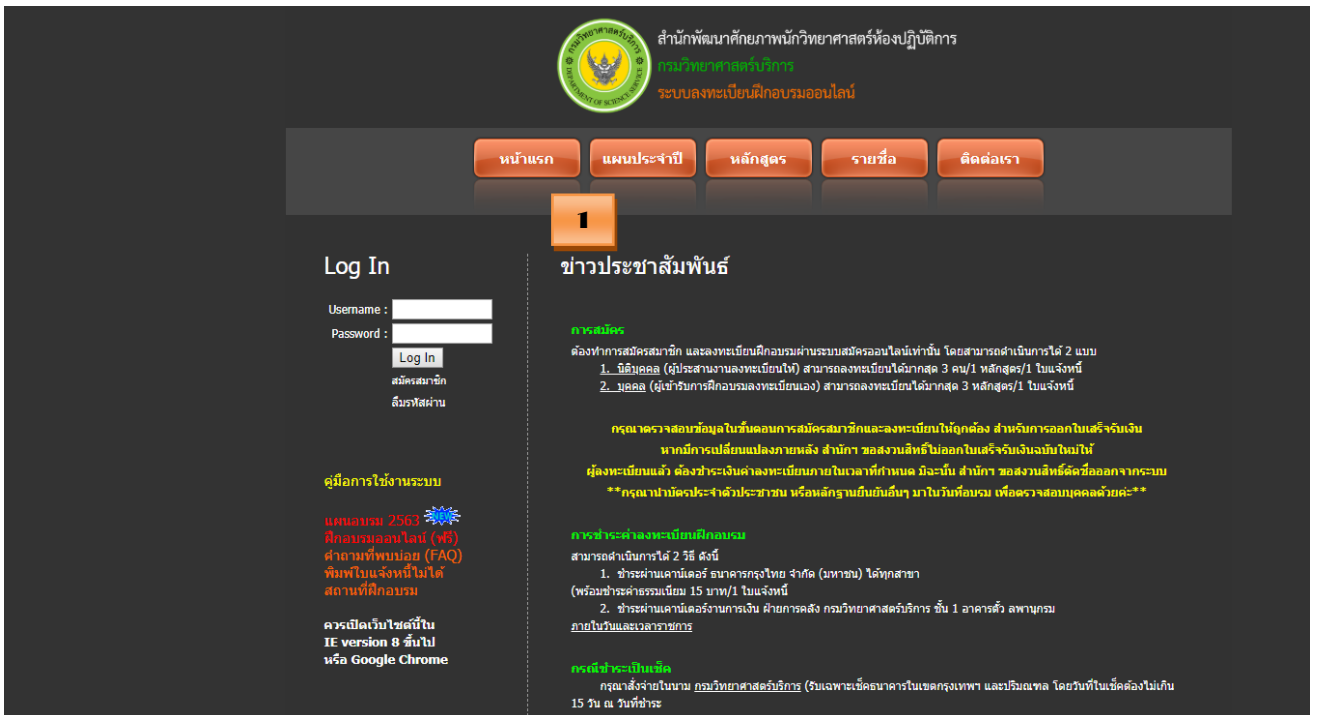 สำนักพัฒนาศักยภาพนักวิทยาศาสตร์ห้องปฏิบัติการ
กรมวิทยาศาสตร์บริการ
ระบบลงทะเบียนฝึกอบรมออนไลน์
กรมวิทยาศาสตร์บริการ
DEPARTMENT OF SCIENCE SERVICE
หน้าแรก
แผนประจำปี
หลักสูตร
รายชื่อ
ติดต่อเรา
1
Log In
Username :
Password :
Log In
สมัครสมาชิก
ลืมรหัสผ่าน
คู่มือการใช้งานระบบ
แผนอบรม 2563 NEW
ฝึกอบรมออนไลน์ (ฟรี)
คำถามที่พบบ่อย (FAQ)
พิมพ์ใบแจ้งหนี้ไม่ได้
สถานที่ฝึกอบรม
ควรเปิดเว็บไซต์นี้ใน
IE version 8 ขึ้นไป
หรือ Google Chrome
ข่าวประชาสัมพันธ์
การสมัคร
ต้องทำการสมัครสมาชิก และลงทะเบียนฝึกอบรมผ่านระบบสมัครออนไลน์เท่านั้น โดยสามารถดำเนินการได้ 2 แบบ
1. นิติบุคคล (ผู้ประสานงานลงทะเบียนให้) สามารถลงทะเบียนได้มากสุด 3 คน/1 หลักสูตร/1 ใบแจ้งหนี้
2. บุคคล (ผู้เข้ารับการฝึกอบรมลงทะเบียนเอง) สามารถลงทะเบียนได้มากสุด 3 หลักสูตร/1 ใบแจ้งหนี้
กรุณาตรวจสอบข้อมูลในขั้นตอนการสมัครสมาชิกและลงทะเบียนให้ถูกต้อง สำหรับการออกใบเสร็จรับเงิน
หากมีการเปลี่ยนแปลงภายหลัง สำนักฯ ขอสงวนสิทธิ์ไม่ออกใบเสร็จรับเงินฉบับใหม่ให้
ผู้ลงทะเบียนแล้ว ต้องชำระเงินค่าลงทะเบียนภายในเวลาที่กำหนด มิฉะนั้น สำนักฯ ขอสงวนสิทธิ์ตัดชื่อออกจากระบบ
**กรุณานำบัตรประจำตัวประชาชน หรือหลักฐานยืนยันอื่นๆ มาในวันที่อบรม เพื่อตรวจสอบบุคคลด้วยค่ะ**
การชำระค่าลงทะเบียนฝึกอบรม
สามารถดำเนินการได้ 2 วิธี ดังนี้
1. ชำระผ่านเคาน์เตอร์ ธนาคารกรุงไทย จำกัด (มหาชน) ได้ทุกสาขา
(พร้อมชำระค่าธรรมเนียม 15 บาท/1 ใบแจ้งหนี้
2. ชำระผ่านเคาน์เตอร์งานการเงิน ฝ่ายการคลัง กรมวิทยาศาสตร์บริการ ชั้น 1 อาคารตั้ว ลพานุกรม
ภายในวันและเวลาราชการ
กรณีชำระเป็นเช็ค
กรุณาสั่งจ่ายในนาม กรมวิทยาศาสตร์บริการ (รับเฉพาะเช็คธนาคารในเขตกรุงเทพฯ และปริมณฑล โดยวันที่ในเช็คต้องไม่เกิน
15 วัน ณ วันที่ชำระ